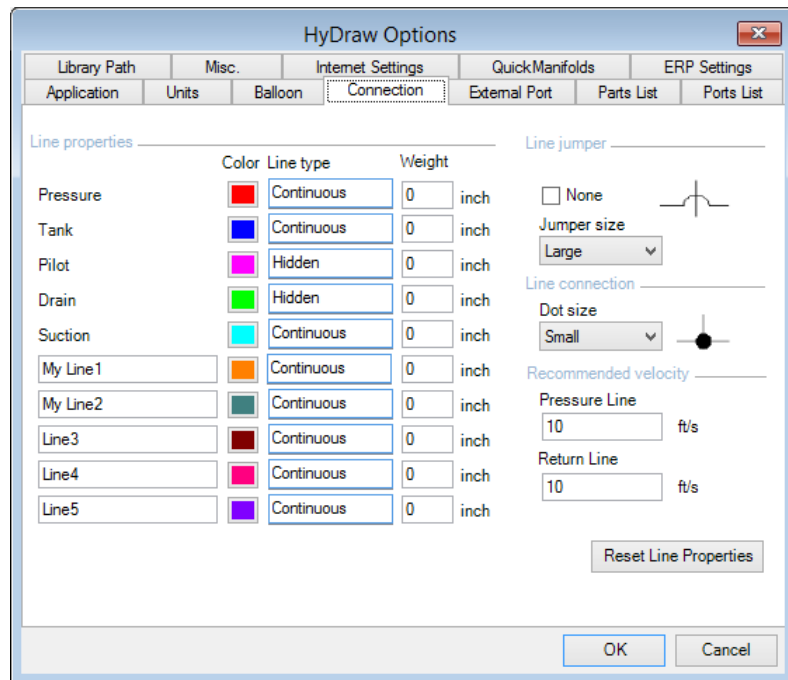 HyDraw Options
Library Path Misc. Internet Settings QuickManifolds ERP Settings
Application Units Balloon Connection External Port Parts List Ports List
Line properties
Color Line type Weight
Pressure Continuous 0 inch
Tank Continuous 0 inch
Pilot Hidden 0 inch
Drain Hidden 0 inch
Suction Continuous 0 inch
My Line1 Continuous 0 inch
My Line2 Continuous 0 inch
Line3 Continuous 0 inch
Line4 Continuous 0 inch
Line5 Continuous 0 inch
Line jumper
None
Jumper size
Large
Line connection
Dot size
Small
Recommended velocity
Pressure Line
10 ft/s
Return Line
10 ft/s
Reset Line Properties
OK Cancel